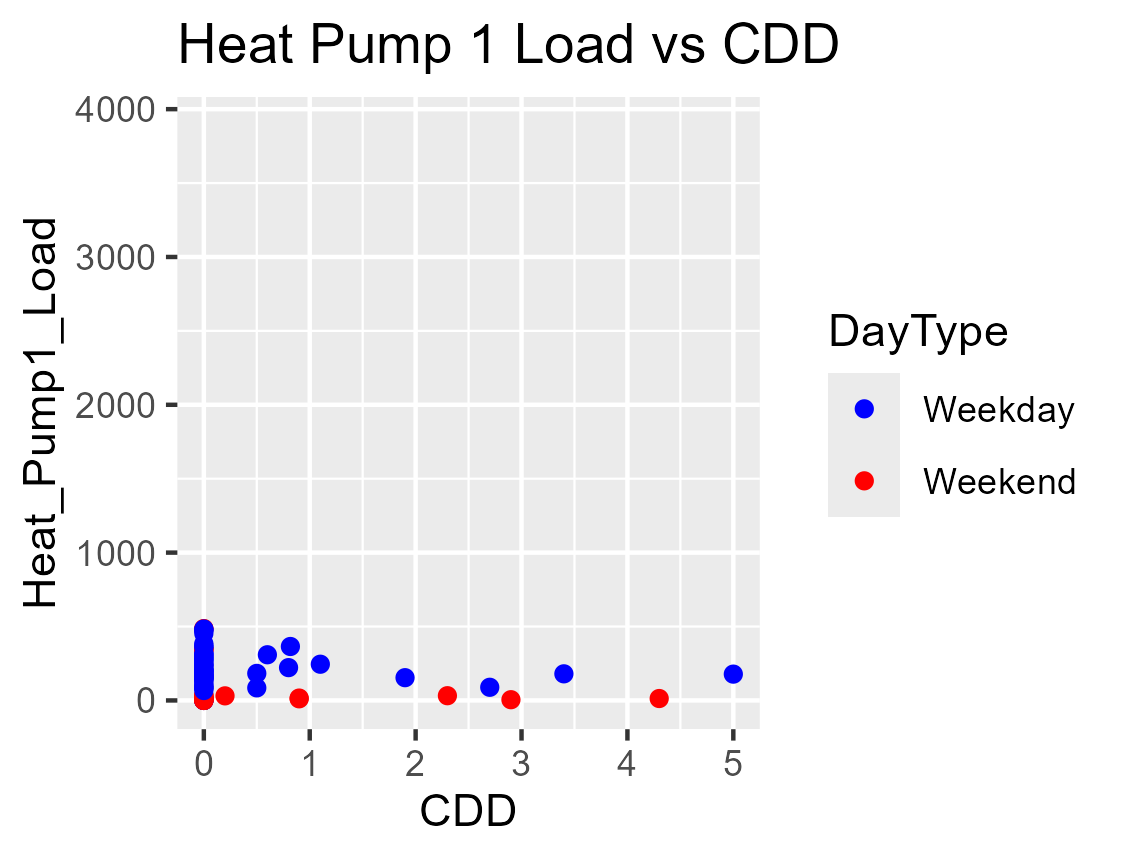 Heat Pump 1 Load vs CDD
Heat_Pump1_Load
4000
3000
2000
1000
0
0 1 2 3 4 5
CDD
DayType
Weekday
Weekend